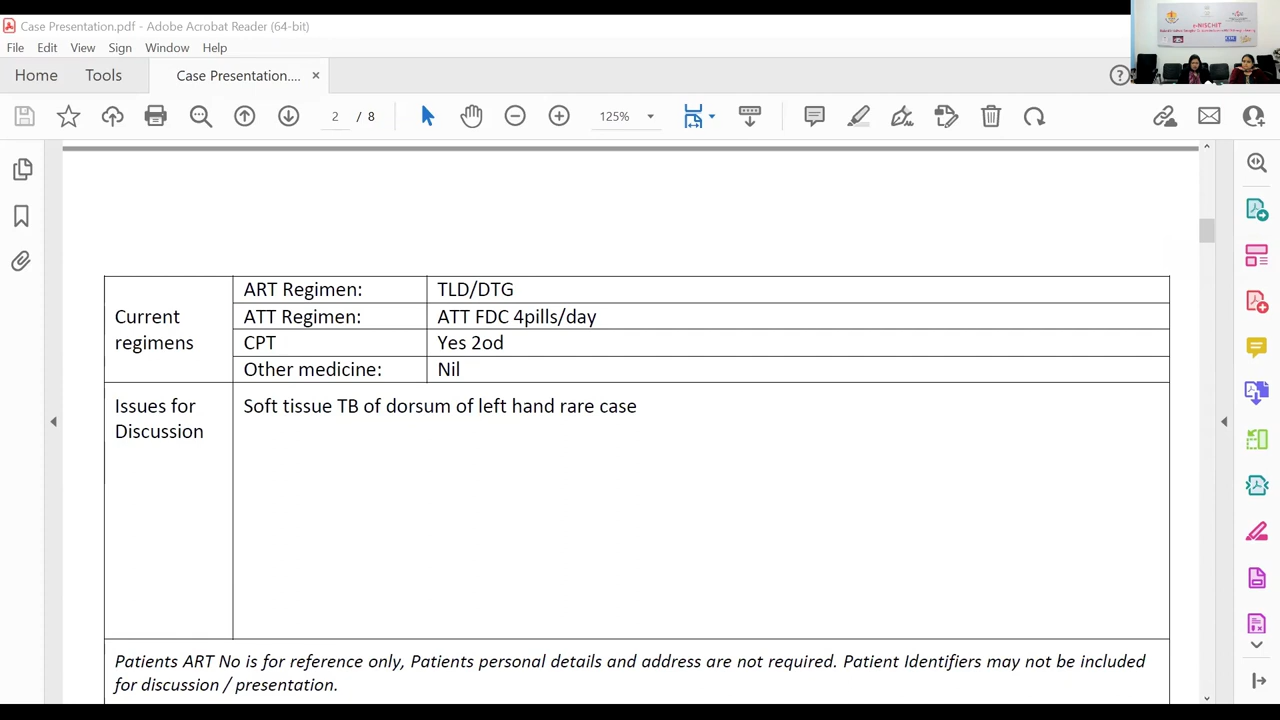 Case Presentation.pdf - Adobe Acrobat Reader (64-bit)
File Edit View Sign Window Help
Home Tools Case Presentation.... ×
2 / 8 125%
Current regimens
ART Regimen: TLD/DTG
ATT Regimen: ATT FDC 4pills/day
CPT Yes 2od
Other medicine: Nil
Issues for
Discussion
Soft tissue TB of dorsum of left hand rare case
Patients ART No is for reference only, Patients personal details and address are not required. Patient Identifiers may not be included
for discussion / presentation.
e-NISCHIT